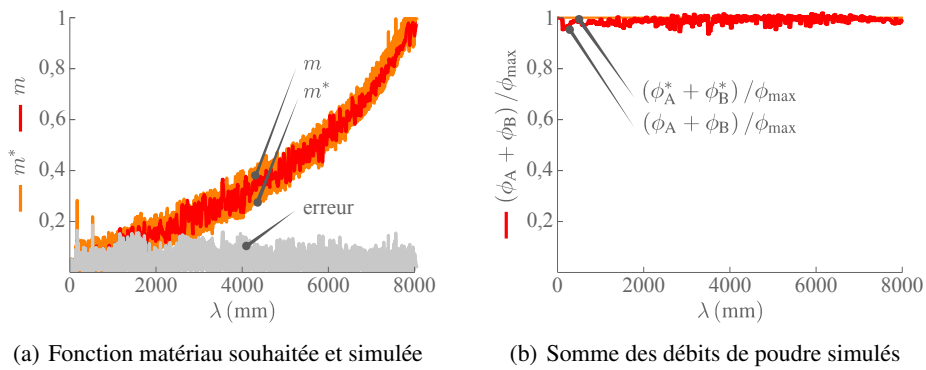 1
0,8
0,6
0,4
0,2
m* m
m
m*
erreur
0 2000 4000 6000 8000
λ (mm)
(a) Fonction matériau souhaitée et simulée
1
0,8
0,6
0,4
0,2
(ϕA + ϕB) /ϕmax
(ϕ*A + ϕ*B) /ϕmax
(ϕA + ϕB) /ϕmax
0 2000 4000 6000 8000
λ (mm)
(b) Somme des débits de poudre simulés